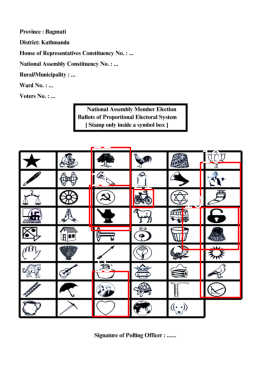 Province : Bagmati
District: Kathmandu
House of Representatives Constituency No. : ...
National Assembly Constituency No. : ...
Rural/Municipality : ...
Ward No. : ...
Voters No. : ...
National Assembly Member Election
Ballots of Proportional Electoral System
[ Stamp only inside a symbol box ]
Signature of Polling Officer : ......